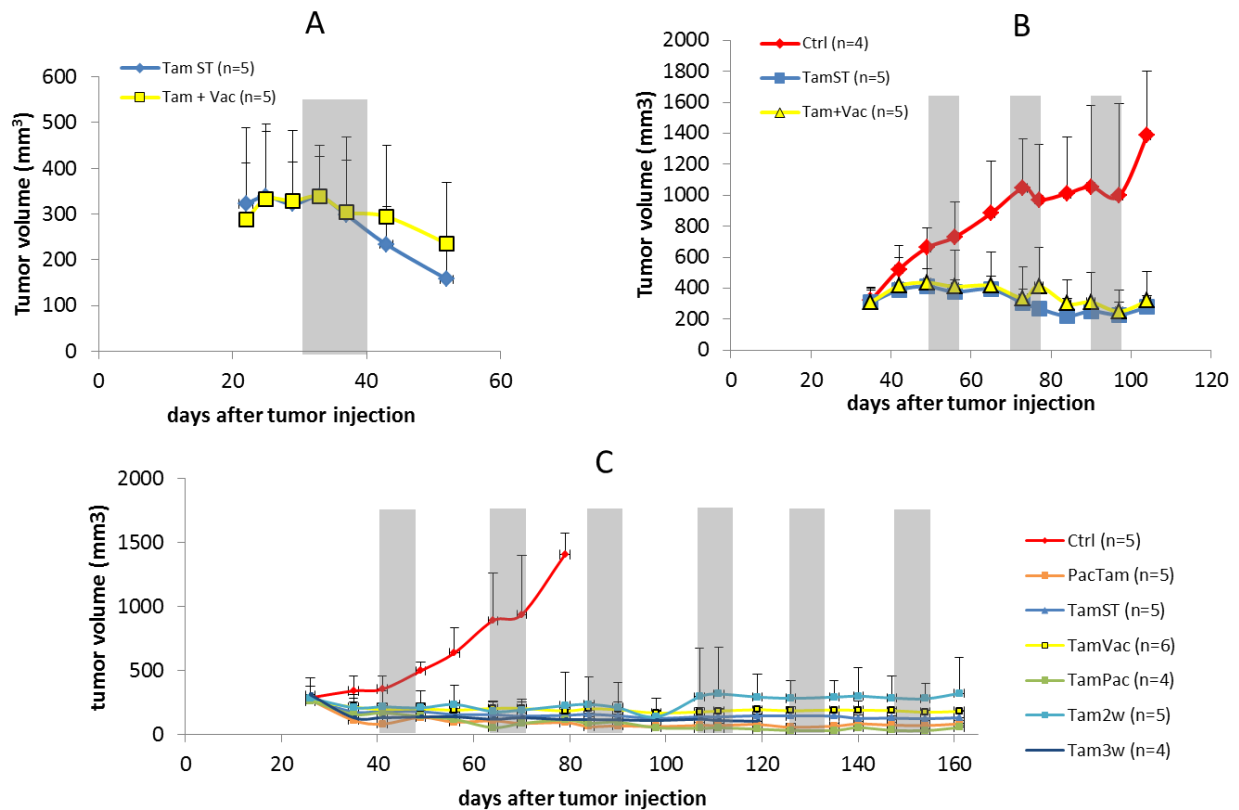 A
Tam ST (n=5)
Tam + Vac (n=5)
600
500
400
300
200
100
0
0 20 40 60
Tumor volume (mm³)
days after tumor injection
B
Ctrl (n=4)
TamST (n=5)
Tam+Vac (n=5)
2000
1800
1600
1400
1200
1000
800
600
400
200
0
0 20 40 60 80 100 120
Tumor volume (mm3)
days after tumor injection
C
2000
1500
1000
500
0
0 20 40 60 80 100 120 140 160
tumor volume (mm3)
days after tumor injection
Ctrl (n=5)
PacTam (n=5)
TamST (n=5)
TamVac (n=6)
TamPac (n=4)
Tam2w (n=5)
Tam3w (n=4)